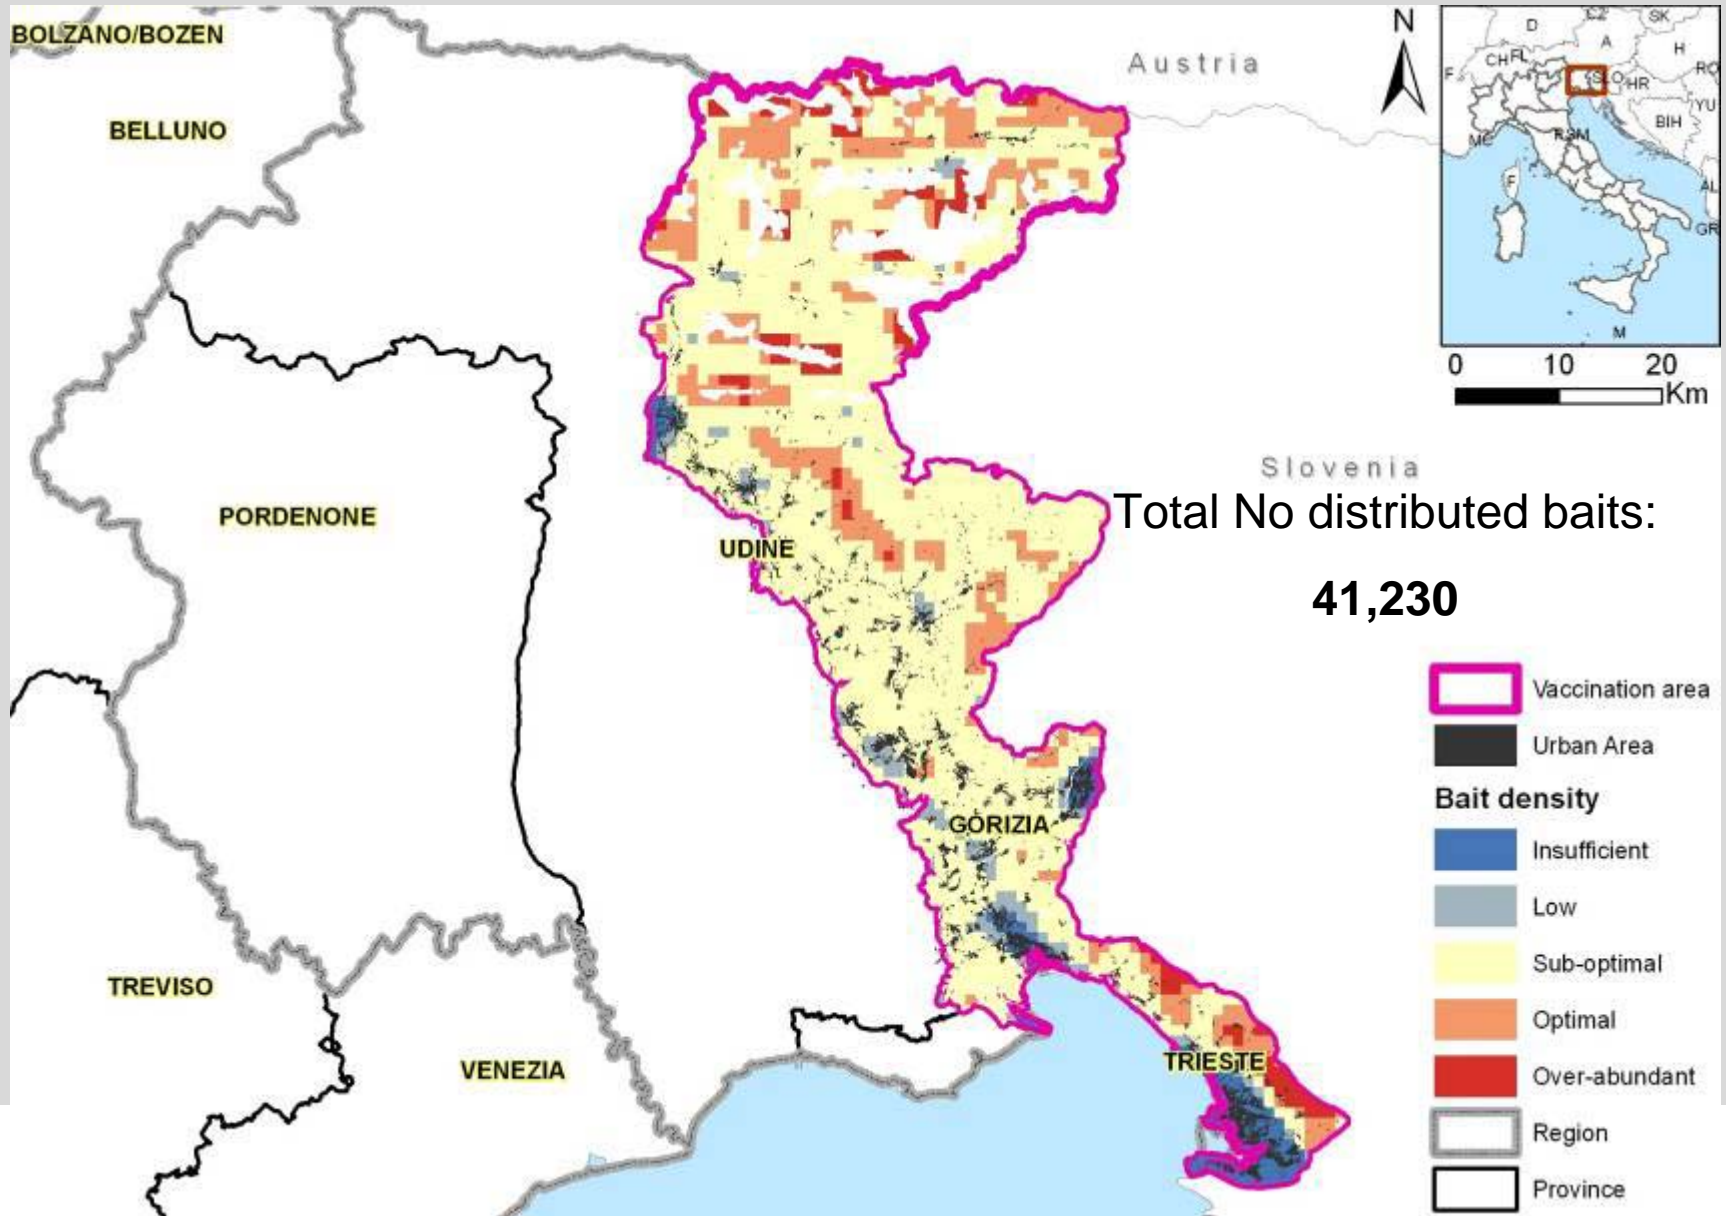 BOLZANO/BOZEN
BELLUNO
PORDENONE
UDINE
GORIZIA
TREVISO
VENEZIA
TRIESTE
Austria
Slovenia
N
D
CZ
SK
A
H
CH
FL
F
SLO
HR
RO
YU
BIH
MC
RSM
F
V
AL
GR
M
0 10 20
Km
Total No distributed baits:
41,230
Vaccination area
Urban Area
Bait density
Insufficient
Low
Sub-optimal
Optimal
Over-abundant
Region
Province